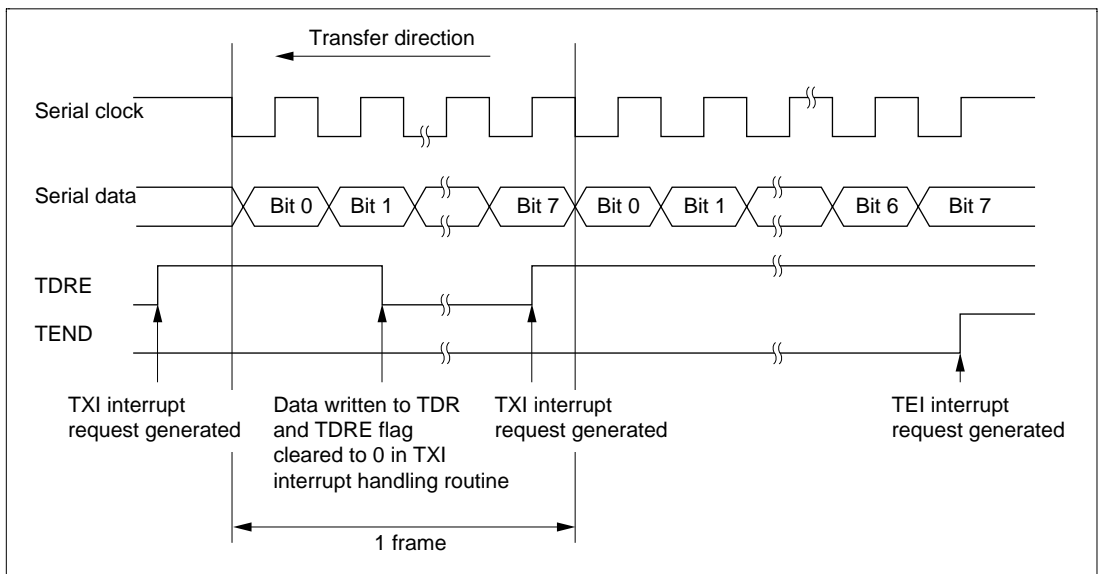 Transfer direction
Serial clock
Serial data
Bit 0
Bit 1
Bit 7
Bit 0
Bit 1
Bit 6
Bit 7
TDRE
TEND
TXI interrupt
request generated
Data written to TDR
and TDRE flag
cleared to 0 in TXI
interrupt handling routine
TXI interrupt
request generated
TEI interrupt
request generated
1 frame